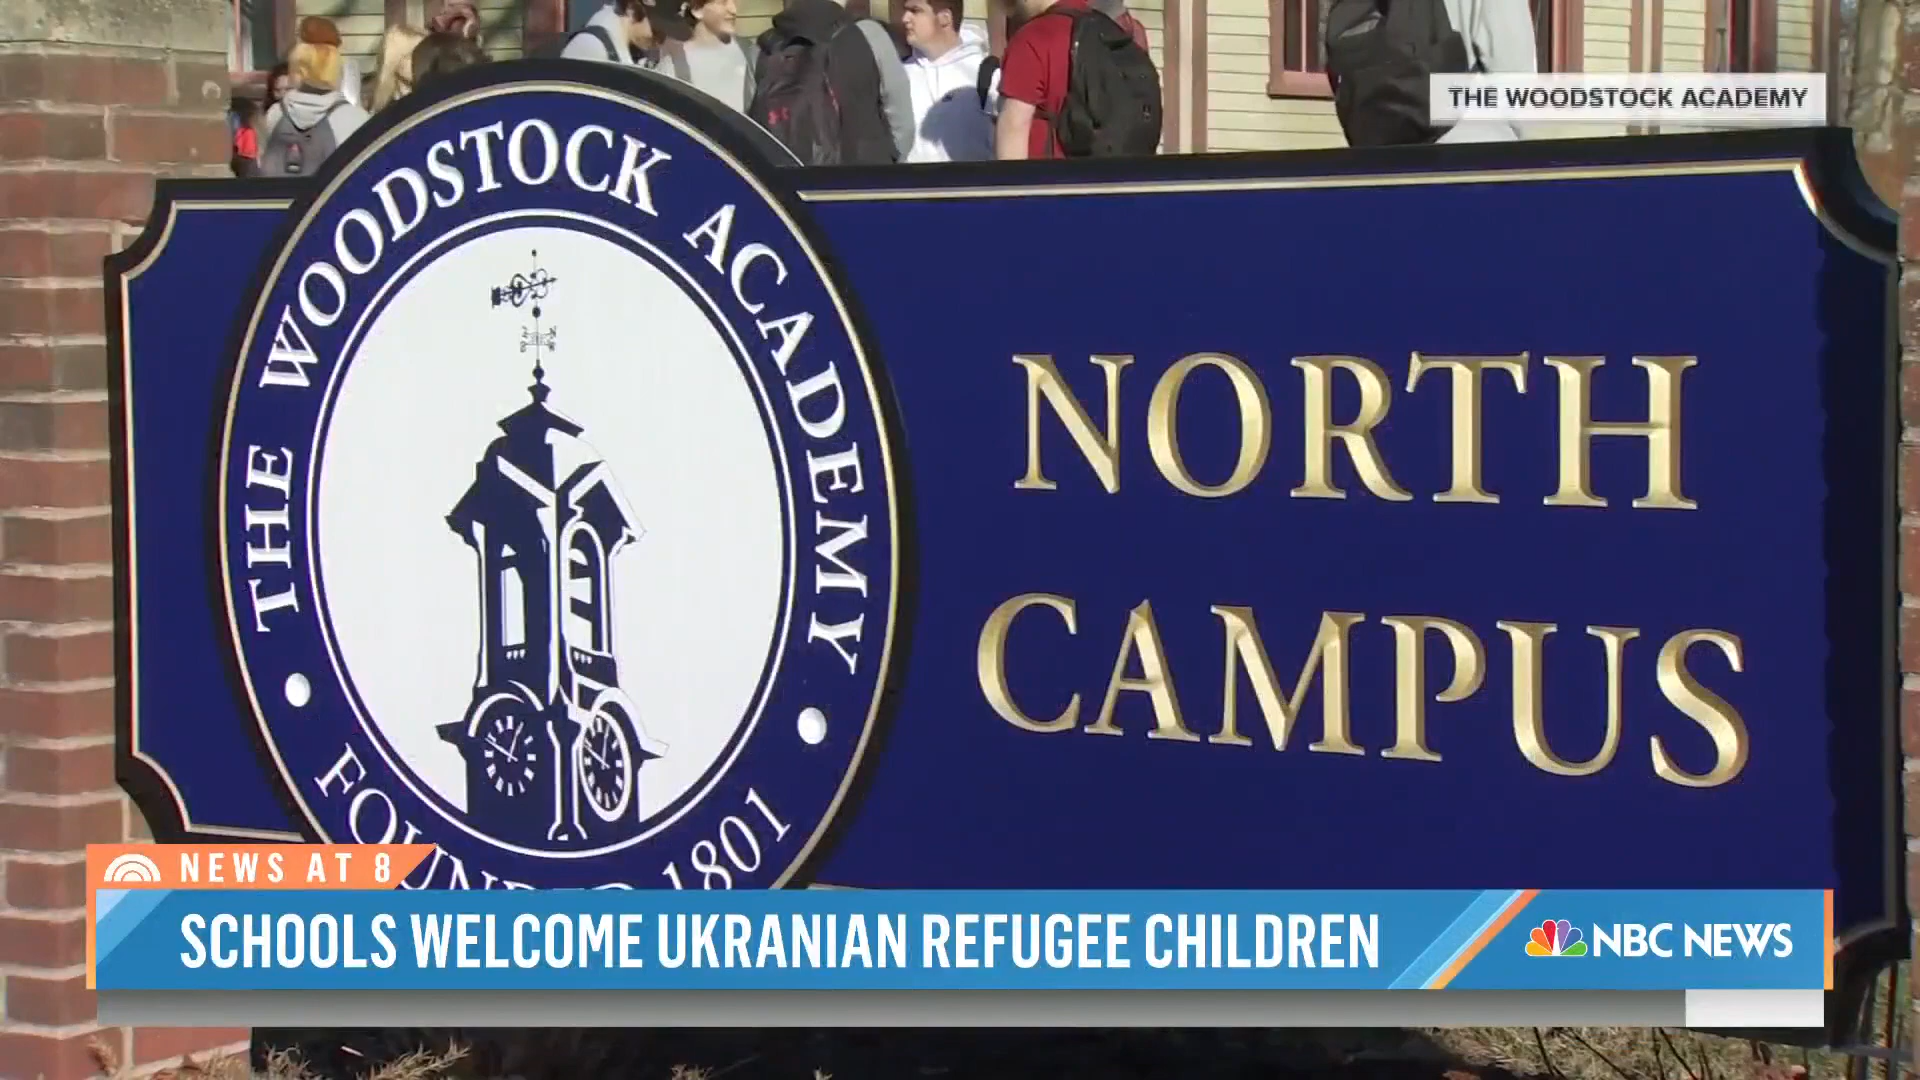 THE WOODSTOCK ACADEMY
THE WOODSTOCK ACADEMY
NORTH
CAMPUS
FOUNDED 1801
NEWS AT 8
SCHOOLS WELCOME UKRANIAN REFUGEE CHILDREN
NBC NEWS